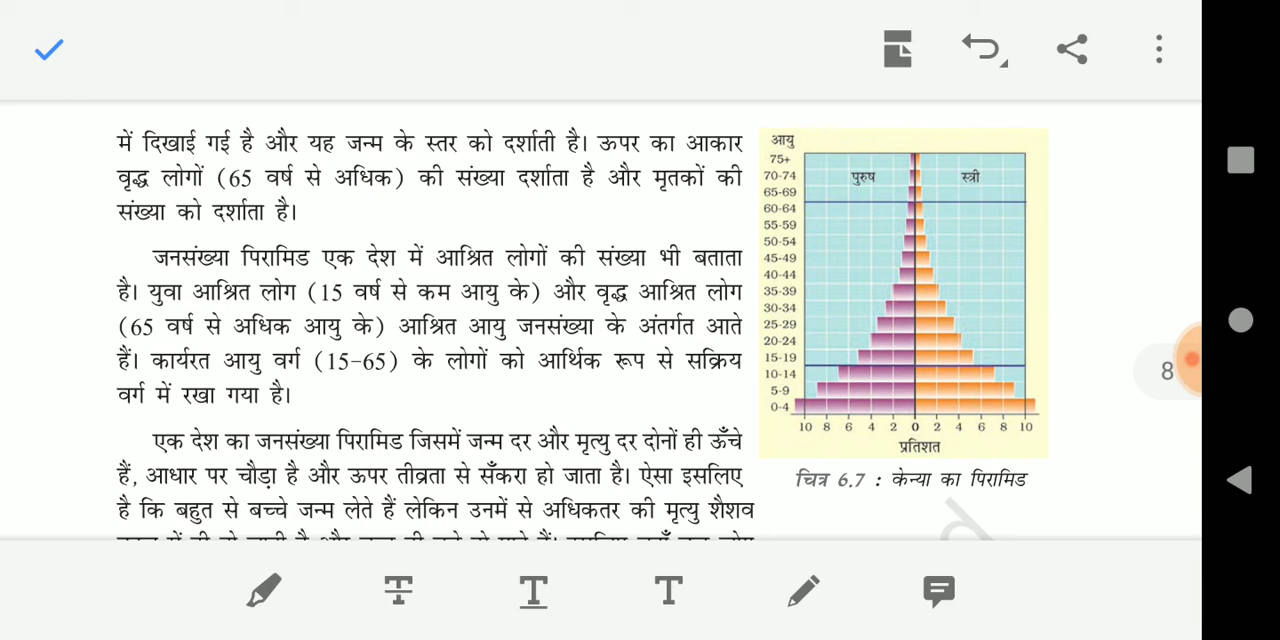 में दिखाई गई है और यह जन्म के स्तर को दर्शाती है। ऊपर का आकार
वृद्ध लोगों (65 वर्ष से अधिक) की संख्या दर्शाता है और मृतकों की
संख्या को दर्शाता है।
जनसंख्या पिरामिड एक देश में आश्रित लोगों की संख्या भी बताता
है। युवा आश्रित लोग (15 वर्ष से कम आयु के) और वृद्ध आश्रित लोग
(65 वर्ष से अधिक आयु के) आश्रित आयु जनसंख्या के अंतर्गत आते
हैं। कार्यरत आयु वर्ग (15-65) के लोगों को आर्थिक रूप से सक्रिय
वर्ग में रखा गया है।
एक देश का जनसंख्या पिरामिड जिसमें जन्म दर और मृत्यु दर दोनों ही ऊँचे
हैं, आधार पर चौड़ा है और ऊपर तीव्रता से सँकरा हो जाता है। ऐसा इसलिए
है कि बहुत से बच्चे जन्म लेते हैं लेकिन उनमें से अधिकतर की मृत्यु शैशव
आयु
75+
70-74
65-69
60-64
55-59
50-54
45-49
40-44
35-39
30-34
25-29
20-24
15-19
10-14
5-9
0-4
पुरुष स्त्री
10 8 6 4 2 0 2 4 6 8 10
प्रतिशत
चित्र 6.7 : केन्या का पिरामिड
8